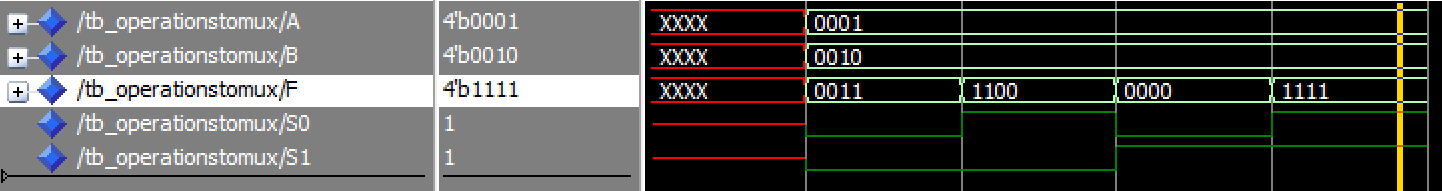 /tb_operationstomux/A 4'b0001 XXXX 0001
/tb_operationstomux/B 4'b0010 XXXX 0010
/tb_operationstomux/F 4'b1111 XXXX 0011 1100 0000 1111
/tb_operationstomux/S0 1
/tb_operationstomux/S1 1